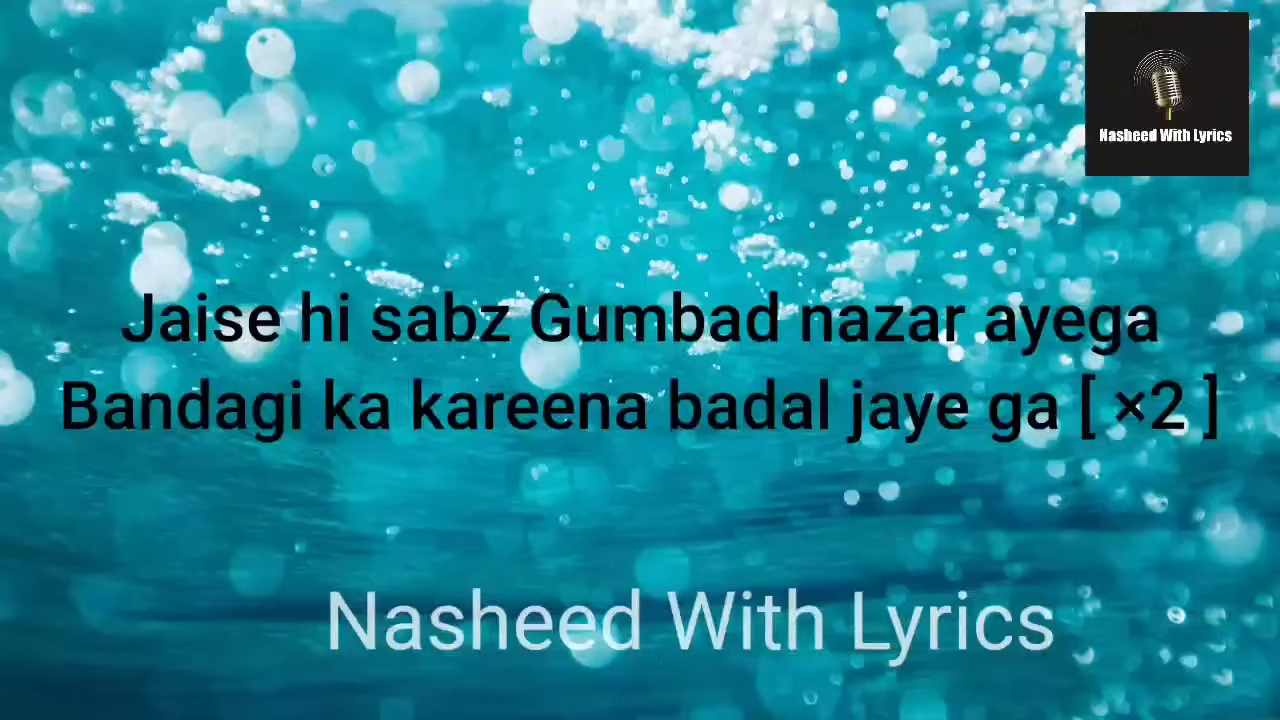 Nasheed With Lyrics
Jaise hi sabz Gumbad nazar ayega
Bandagi ka kareena badal jaye ga [ ×2 ]
Nasheed With Lyrics